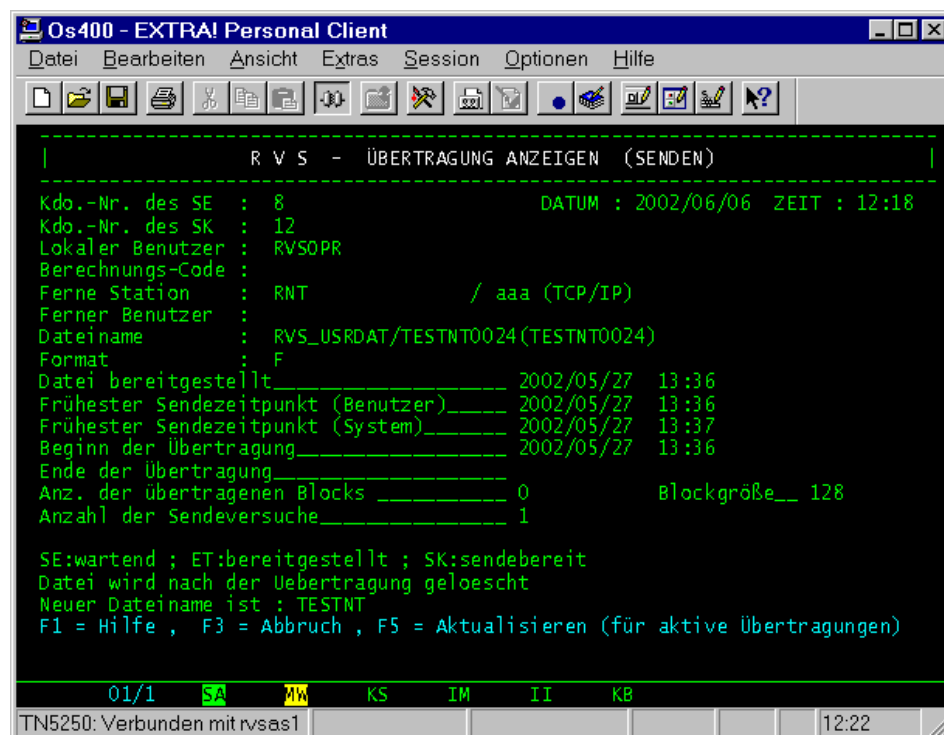 Os400 - EXTRA! Personal Client
Datei Bearbeiten Ansicht Extras Session Optionen Hilfe
R V S - ÜBERTRAGUNG ANZEIGEN (SENDEN)
Kdo.-Nr. des SE : 8 DATUM : 2002/06/06 ZEIT : 12:18
Kdo.-Nr. des SK : 12
Lokaler Benutzer : RVSOPR
Berechnungs-Code :
Ferne Station : RNT / aaa (TCP/IP)
Ferner Benutzer :
Dateiname : RVS_USRDAT/TESTNT0024(TESTNT0024)
Format : F
Datei bereitgestellt____________________ 2002/05/27 13:36
Frühester Sendezeitpunkt (Benutzer)_____ 2002/05/27 13:36
Frühester Sendezeitpunkt (System)_______ 2002/05/27 13:37
Beginn der Übertragung__________________ 2002/05/27 13:36
Ende der Übertragung____________________
Anz. der übertragenen Blocks ___________ 0 Blockgröße__ 128
Anzahl der Sendeversuche________________ 1
SE:wartend ; ET:bereitgestellt ; SK:sendebereit
Datei wird nach der Uebertragung geloescht
Neuer Dateiname ist : TESTNT
F1 = Hilfe , F3 = Abbruch , F5 = Aktualisieren (für aktive Übertragungen)
01/1 SA MW KS IM II KB
TN5250: Verbunden mit rvsas1 12:22